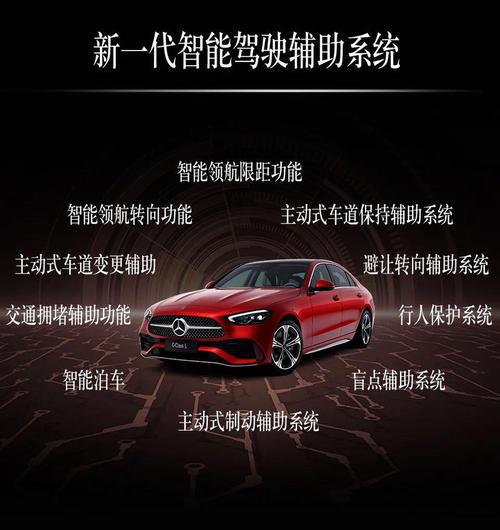 新一代智能驾驶辅助系统
智能领航限距功能
智能领航转向功能
主动式车道保持辅助系统
主动式车道变更辅助
避让转向辅助系统
交通拥堵辅助功能
行人保护系统
C-Class L
智能泊车
盲点辅助系统
主动式制动辅助系统